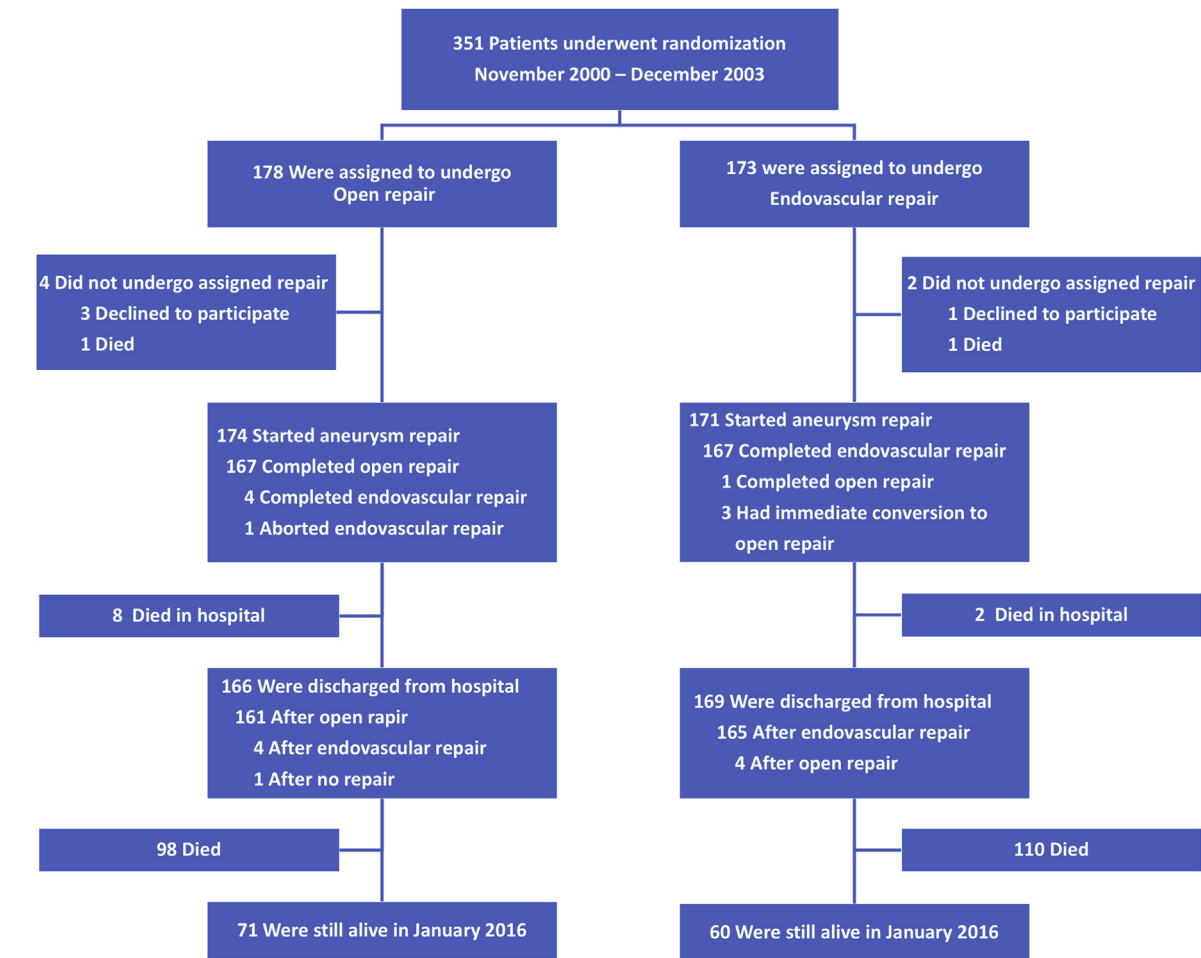 351 Patients underwent randomization
November 2000 – December 2003
178 Were assigned to undergo
Open repair
173 were assigned to undergo
Endovascular repair
4 Did not undergo assigned repair
3 Declined to participate
1 Died
2 Did not undergo assigned repair
1 Declined to participate
1 Died
174 Started aneurysm repair
167 Completed open repair
4 Completed endovascular repair
1 Aborted endovascular repair
171 Started aneurysm repair
167 Completed endovascular repair
1 Completed open repair
3 Had immediate conversion to
open repair
8 Died in hospital
2 Died in hospital
166 Were discharged from hospital
161 After open rapir
4 After endovascular repair
1 After no repair
169 Were discharged from hospital
165 After endovascular repair
4 After open repair
98 Died
110 Died
71 Were still alive in January 2016
60 Were still alive in January 2016